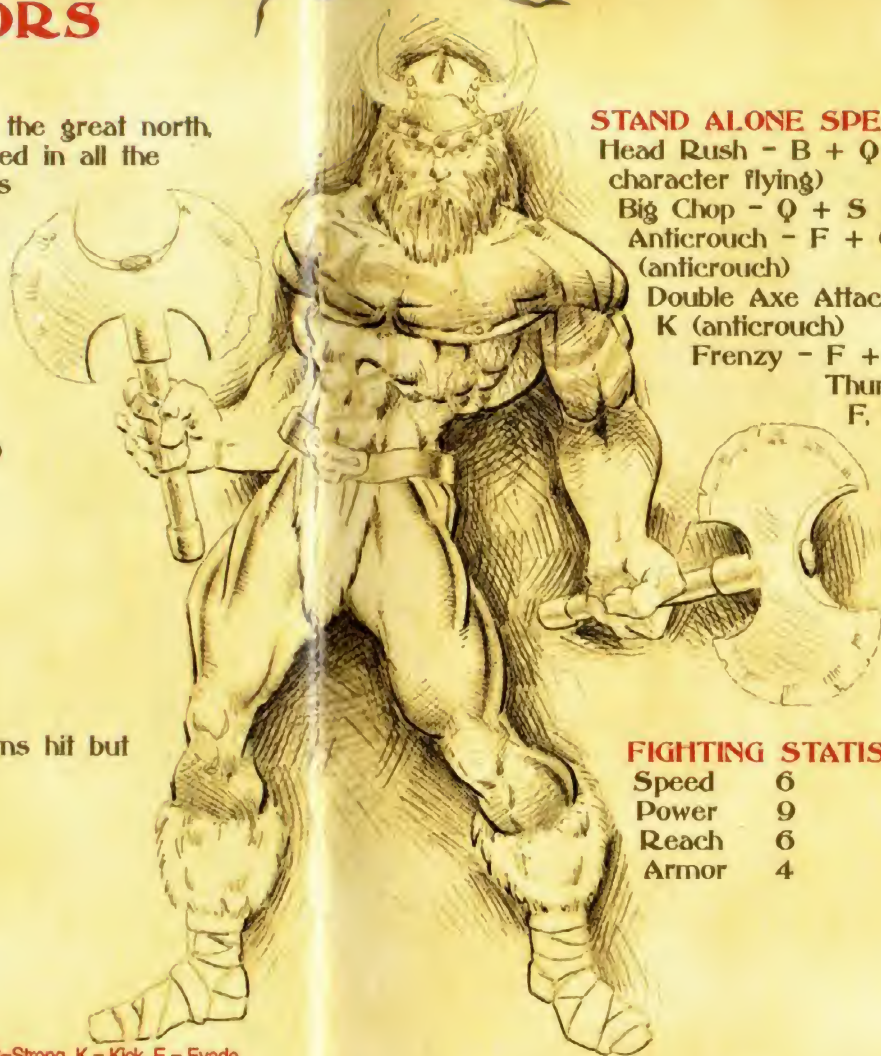 ORS
the great north,
ed in all the
s
ns hit but
STAND ALONE SPE
Head Rush - B + Q
character flying)
Big Chop - Q + S
Anticrouch - F +
(anticrouch)
Double Axe Attac
K (anticrouch)
Frenzy - F +
Thur
F,
FIGHTING STATIS
Speed 6
Power 9
Reach 6
Armor 4
=Strong, K = Kick, E = Evade